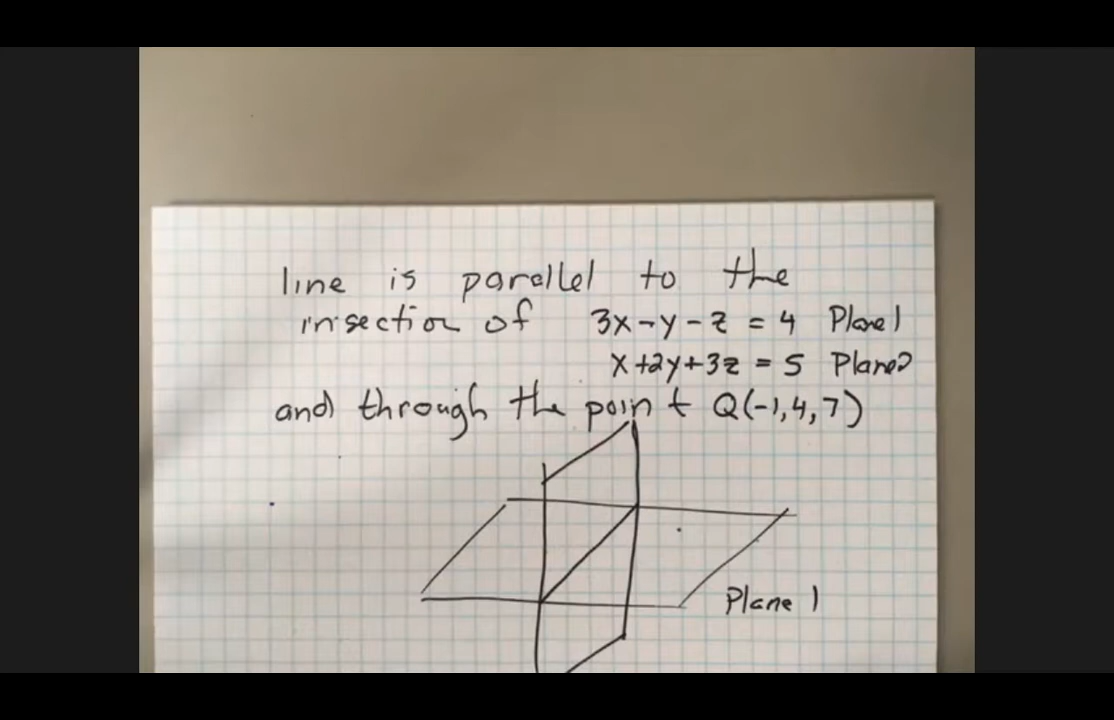 line is parallel to the
insection of 3x-y-z = 4 Plane 1
x+2y+3z = 5 Plane 2
and through the point Q(-1,4,7)
Plane 1